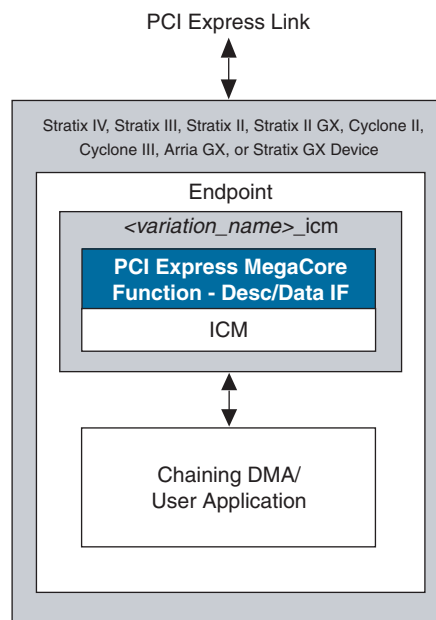 PCI Express Link
Stratix IV, Stratix III, Stratix II, Stratix II GX, Cyclone II,
Cyclone III, Arria GX, or Stratix GX Device
Endpoint
<variation_name>_icm
PCI Express MegaCore
Function - Desc/Data IF
ICM
Chaining DMA/
User Application